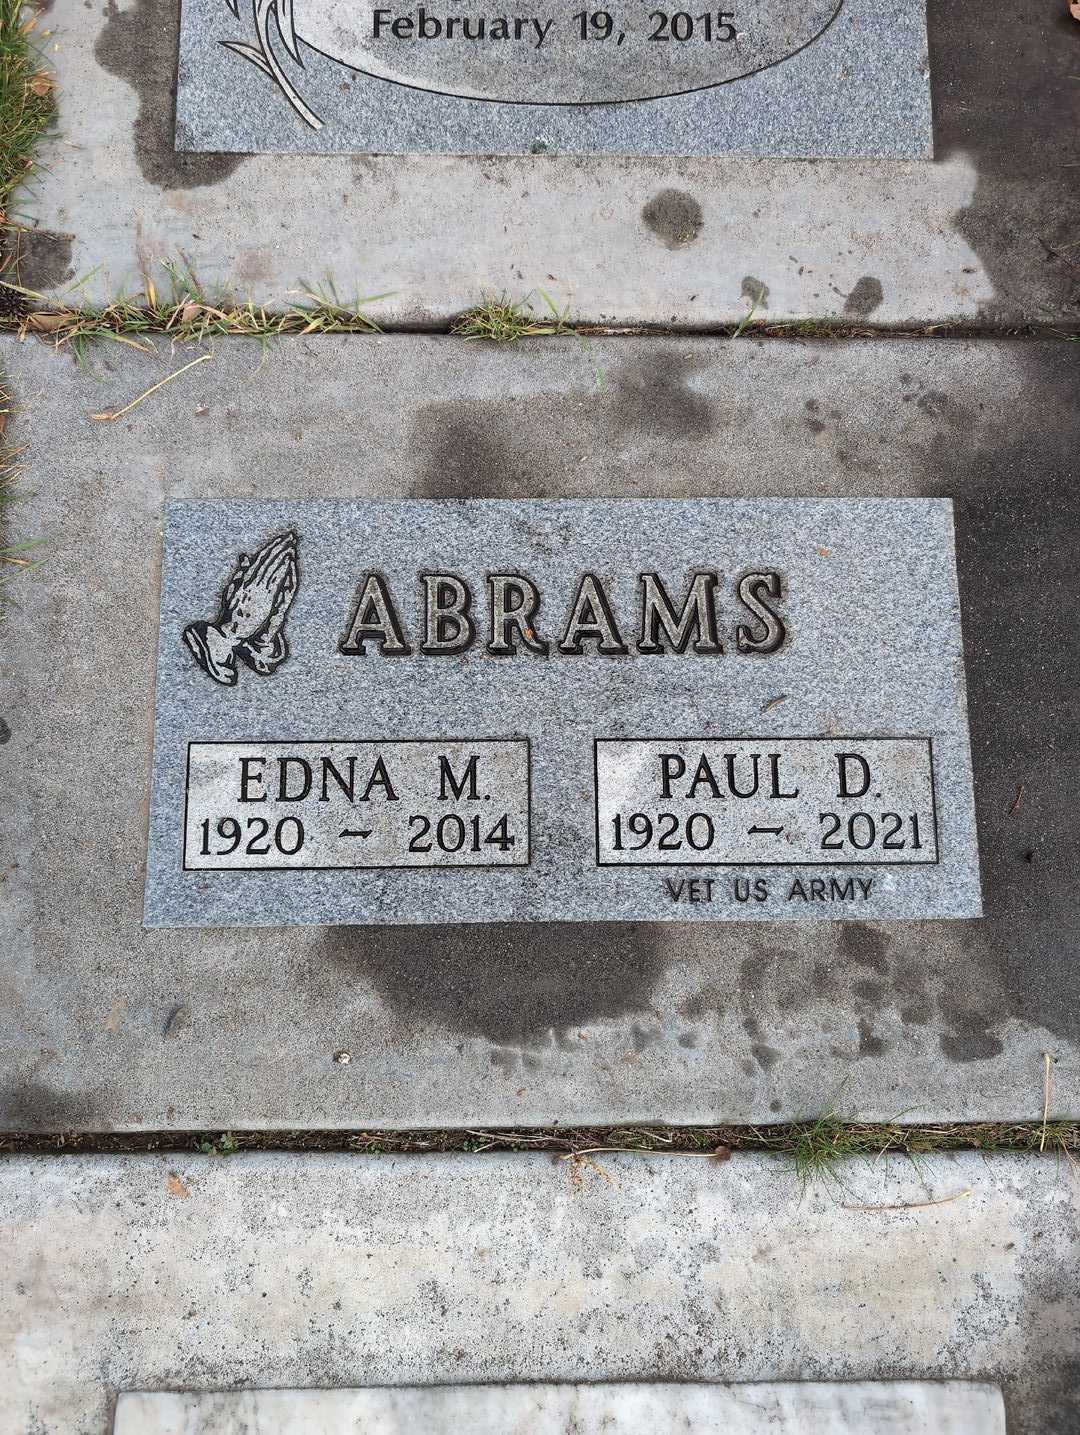 February 19, 2015
ABRAMS
EDNA M.
1920 – 2014
PAUL D.
1920 – 2021
VET US ARMY